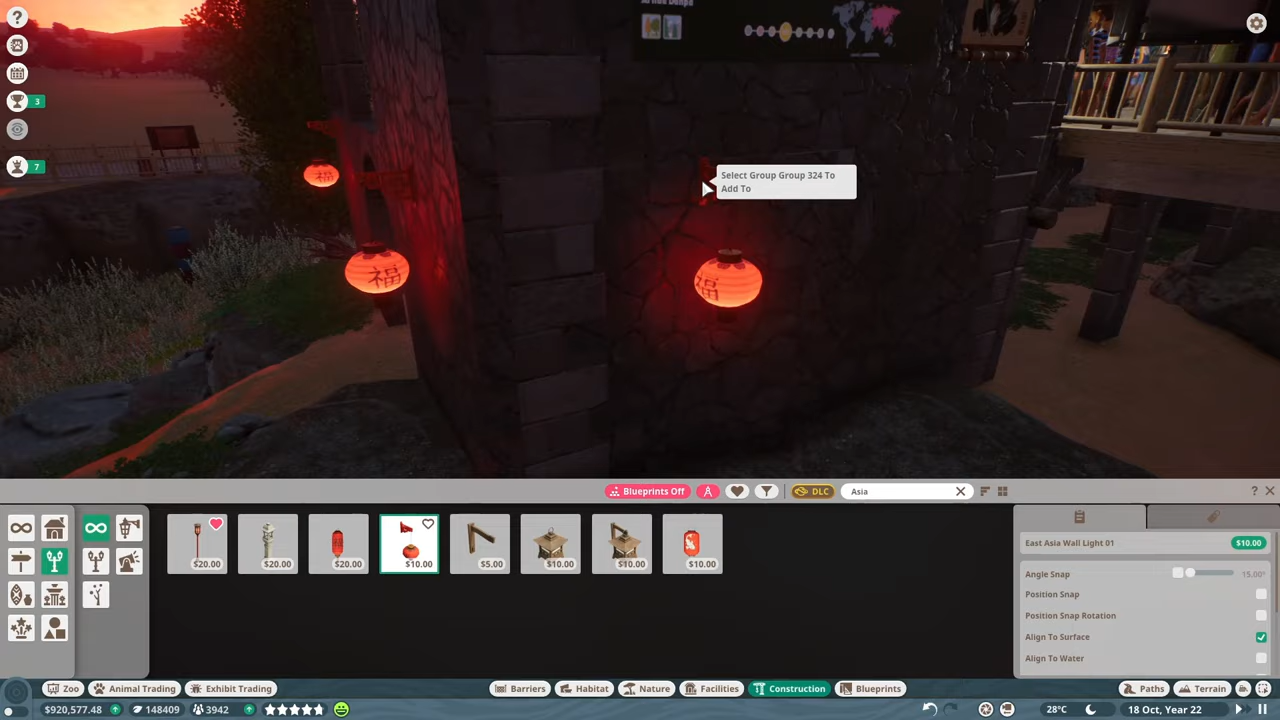 3
7
Select Group Group 324 To
Add To
福
福
Blueprints Off
DLC
Asia
?
$20.00
$20.00
$20.00
$10.00
$5.00
$10.00
$10.00
$10.00
East Asia Wall Light 01
$10.00
Angle Snap
15.00°
Position Snap
Position Snap Rotation
Align To Surface
Align To Water
Zoo
Animal Trading
Exhibit Trading
Barriers
Habitat
Nature
Facilities
Construction
Blueprints
Paths
Terrain
$920,577.48
148409
3942
28°C
18 Oct, Year 22